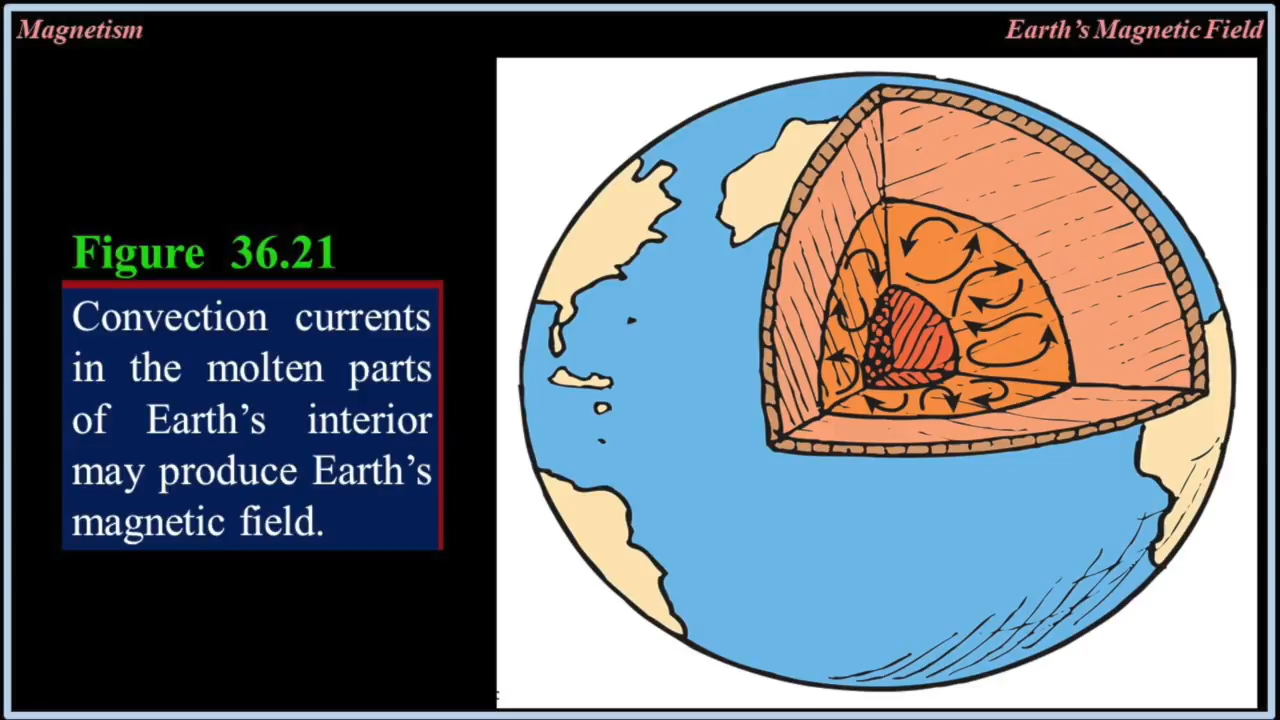 Magnetism
Earth’s Magnetic Field
Figure 36.21
Convection currents
in the molten parts
of Earth’s interior
may produce Earth’s
magnetic field.